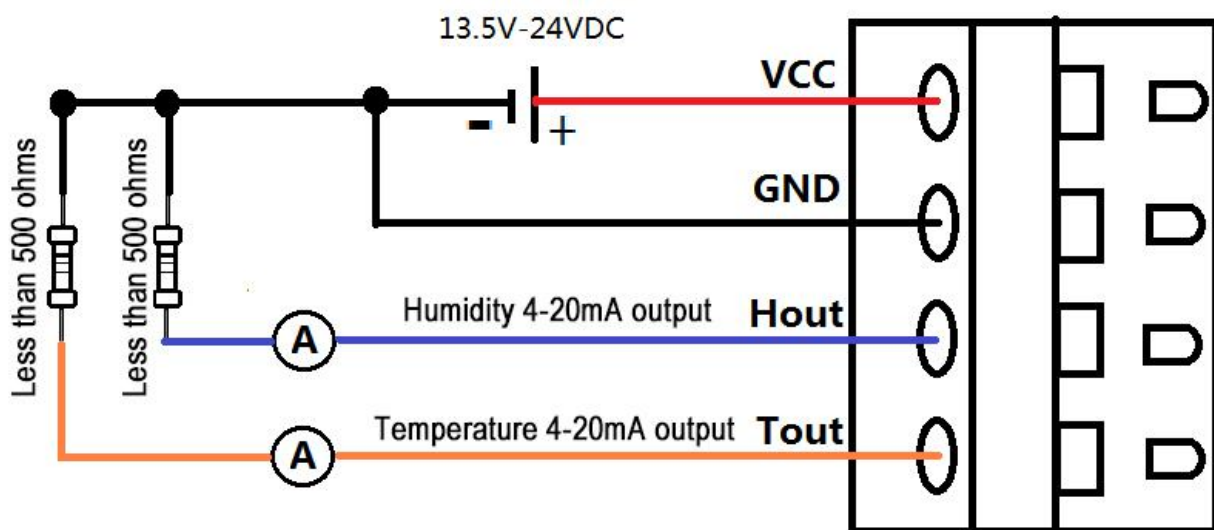 13.5V-24VDC
VCC
- +
GND
Less than 500 ohms
Less than 500 ohms
A
Humidity 4-20mA output
Hout
A
Temperature 4-20mA output
Tout